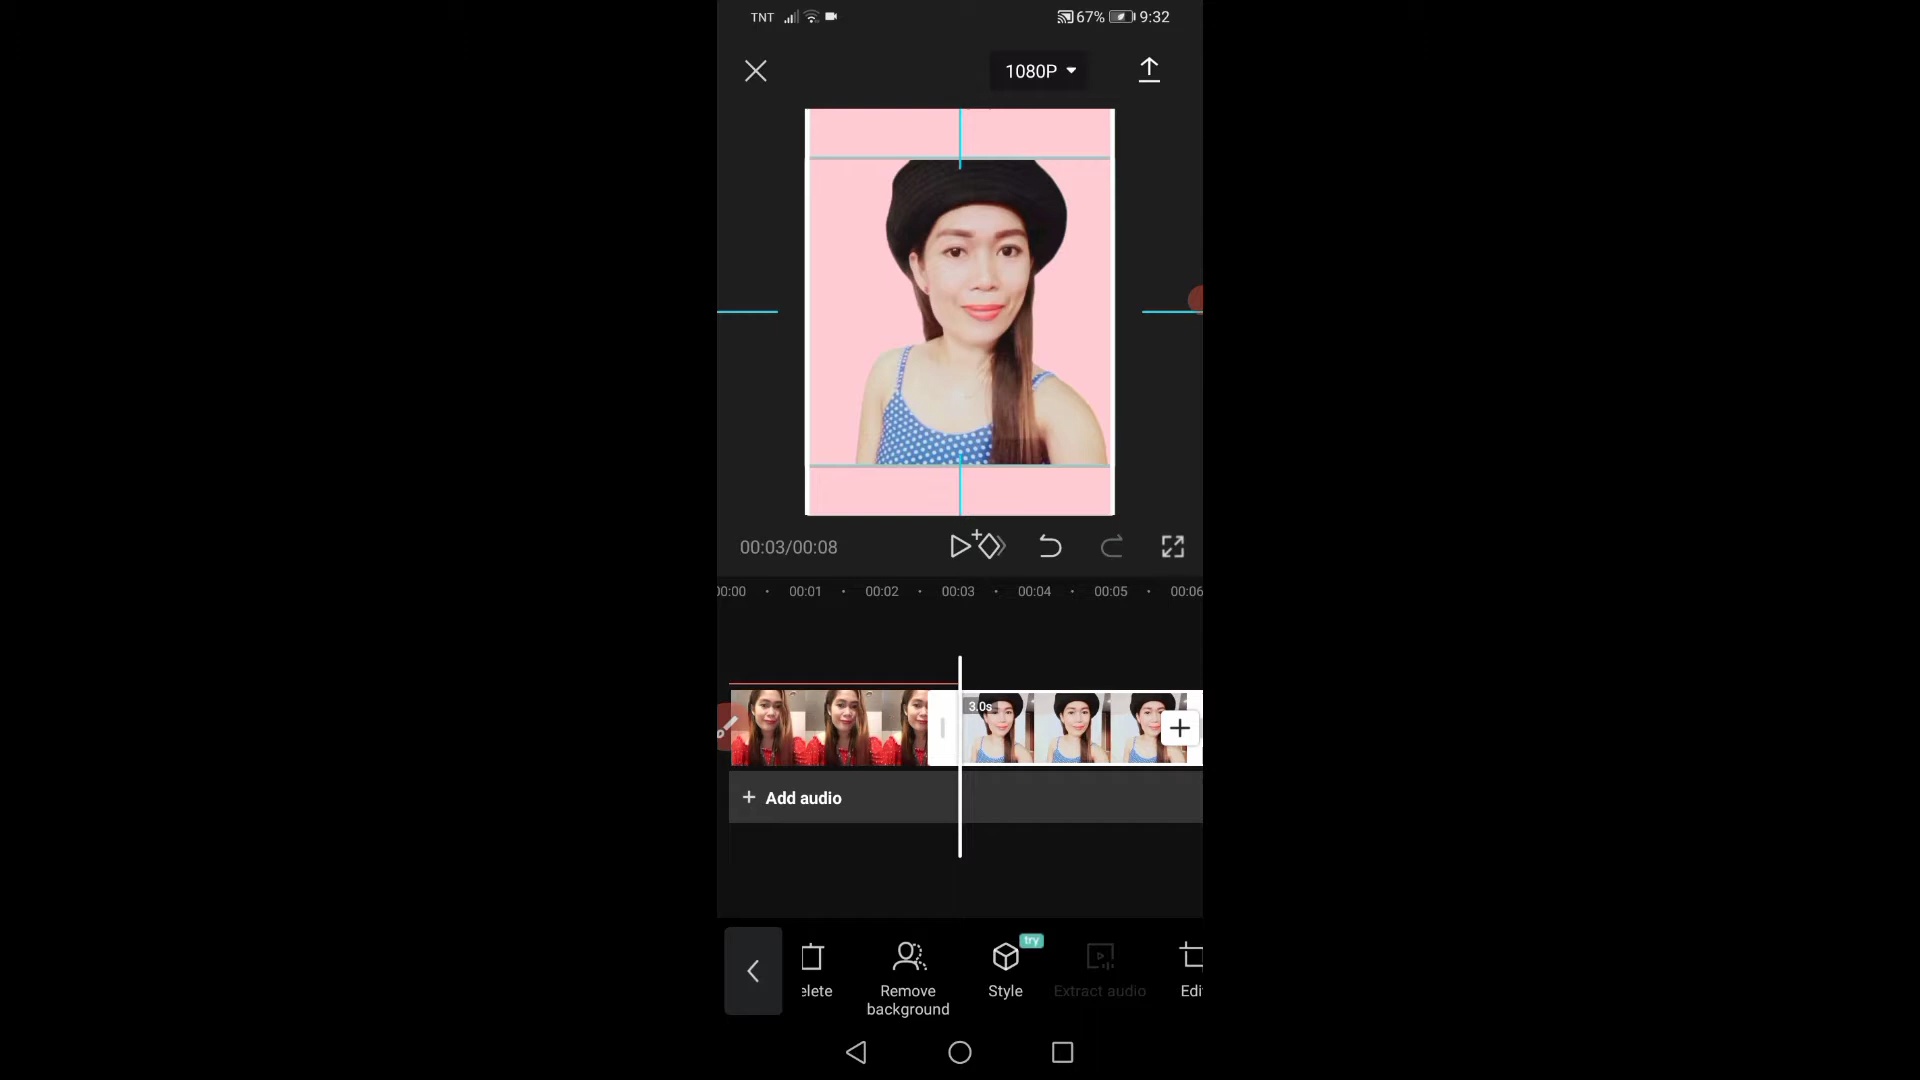 TNT 67% 9:32
1080P
00:03/00:08
00:00 00:01 00:02 00:03 00:04 00:05 00:06
3.0s
+ Add audio
try
elete
Remove background
Style
Extract audio
Edi